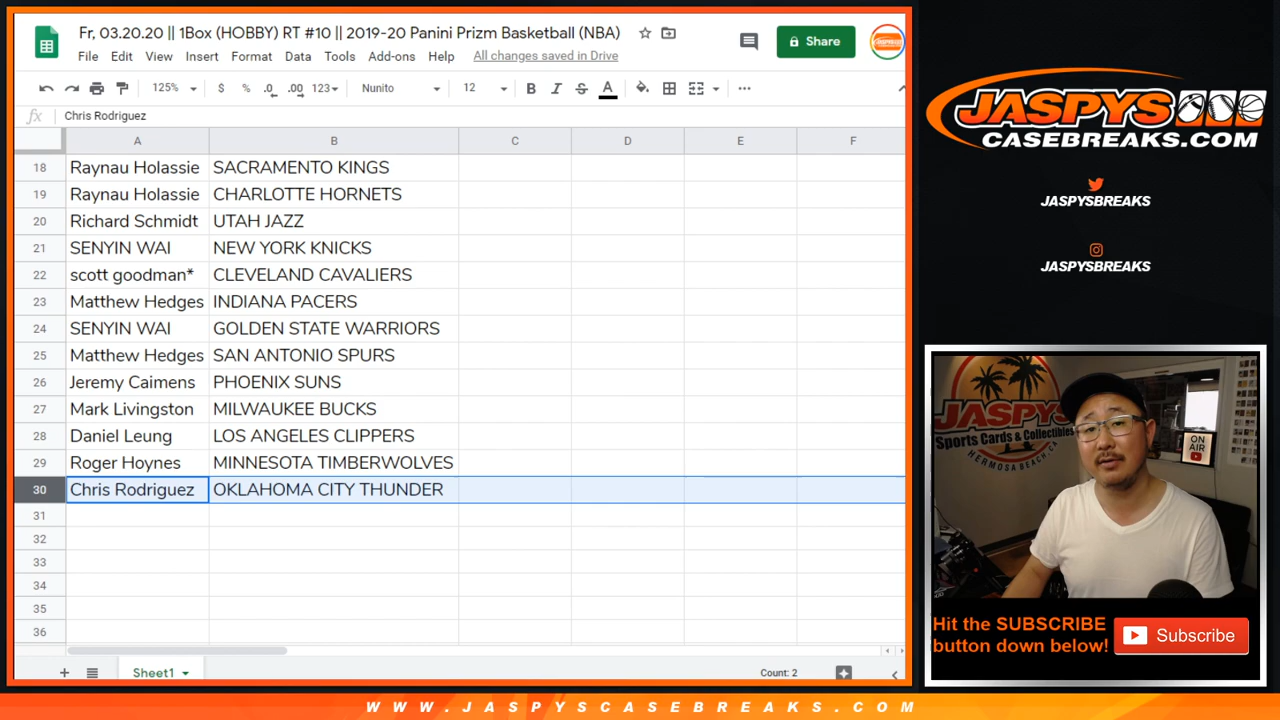 Fr, 03.20.20 || 1Box (HOBBY) RT #10 || 2019-20 Panini Prizm Basketball (NBA)
Share
File Edit View Insert Format Data Tools Add-ons Help All changes saved in Drive
125% $ % .0 .00 123 Nunito 12 B I S A
fx Chris Rodriguez
A B C D E F
18 Raynau Holassie SACRAMENTO KINGS
19 Raynau Holassie CHARLOTTE HORNETS
20 Richard Schmidt UTAH JAZZ
21 SENYIN WAI NEW YORK KNICKS
22 scott goodman* CLEVELAND CAVALIERS
23 Matthew Hedges INDIANA PACERS
24 SENYIN WAI GOLDEN STATE WARRIORS
25 Matthew Hedges SAN ANTONIO SPURS
26 Jeremy Caimens PHOENIX SUNS
27 Mark Livingston MILWAUKEE BUCKS
28 Daniel Leung LOS ANGELES CLIPPERS
29 Roger Hoynes MINNESOTA TIMBERWOLVES
30 Chris Rodriguez OKLAHOMA CITY THUNDER
31
32
33
34
35
36
Sheet1 Count: 2
JASPYS
CASEBREAKS.COM
JASPYSBREAKS
JASPYSBREAKS
JASPYS
Sports Cards & Collectibles
HERMOSA BEACH, CA
ON AIR
Hit the SUBSCRIBE
button down below!
Subscribe
WWW.JASPYSCASEBREAKS.COM